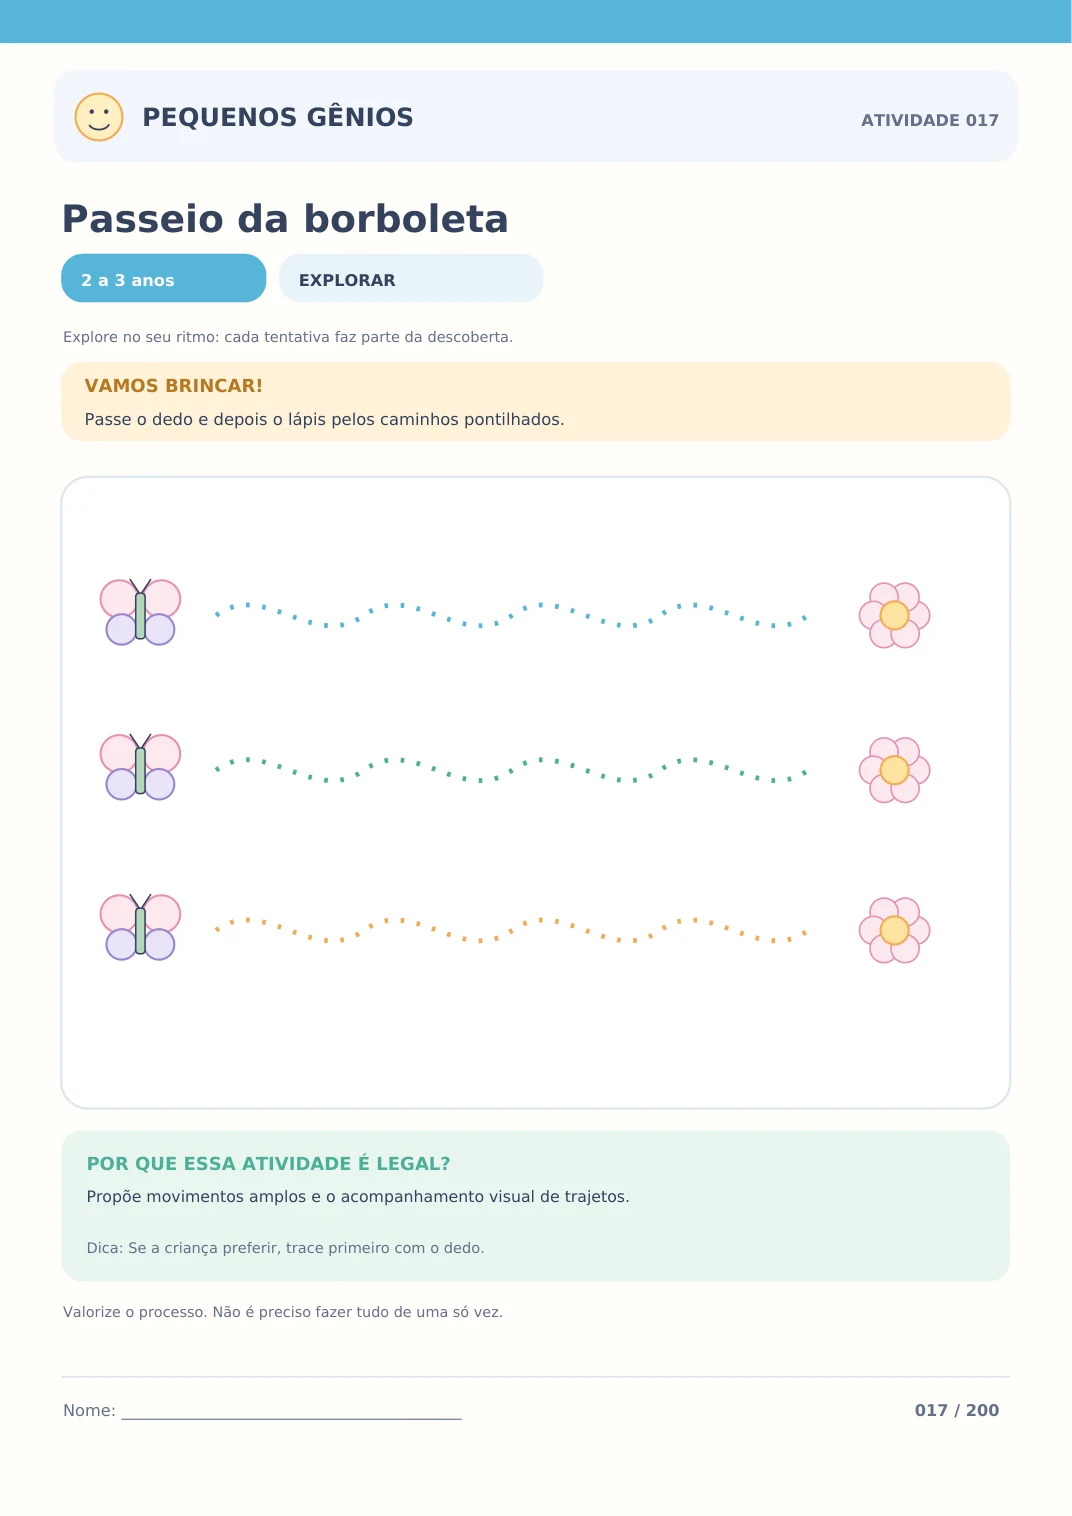 PEQUENOS GÊNIOS
ATIVIDADE 017
Passeio da borboleta
2 a 3 anos
EXPLORAR
Explore no seu ritmo: cada tentativa faz parte da descoberta.
VAMOS BRINCAR!
Passe o dedo e depois o lápis pelos caminhos pontilhados.
POR QUE ESSA ATIVIDADE É LEGAL?
Propõe movimentos amplos e o acompanhamento visual de trajetos.
Dica: Se a criança preferir, trace primeiro com o dedo.
Valorize o processo. Não é preciso fazer tudo de uma só vez.
Nome: ________________________________________
017 / 200